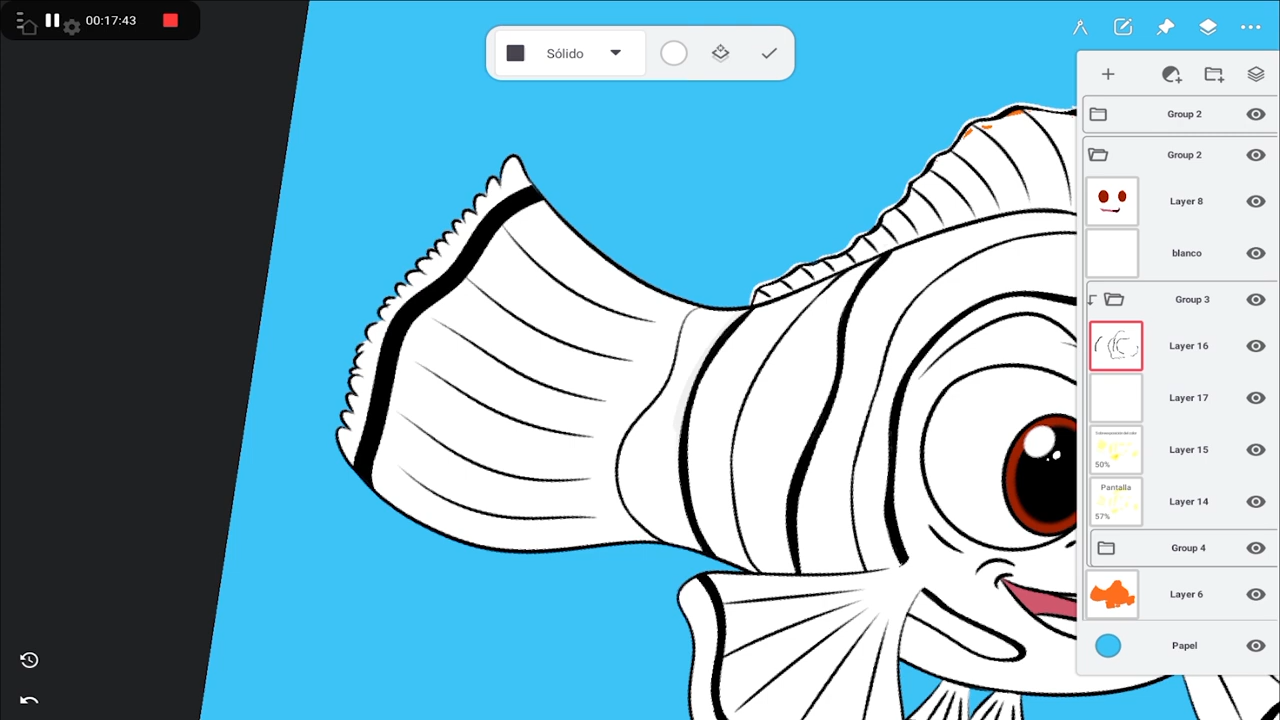 00:17:43
Sólido
Group 2
Group 2
Layer 8
blanco
Group 3
Layer 16
Layer 17
50%
Layer 15
Pantalla
57%
Layer 14
Group 4
Layer 6
Papel